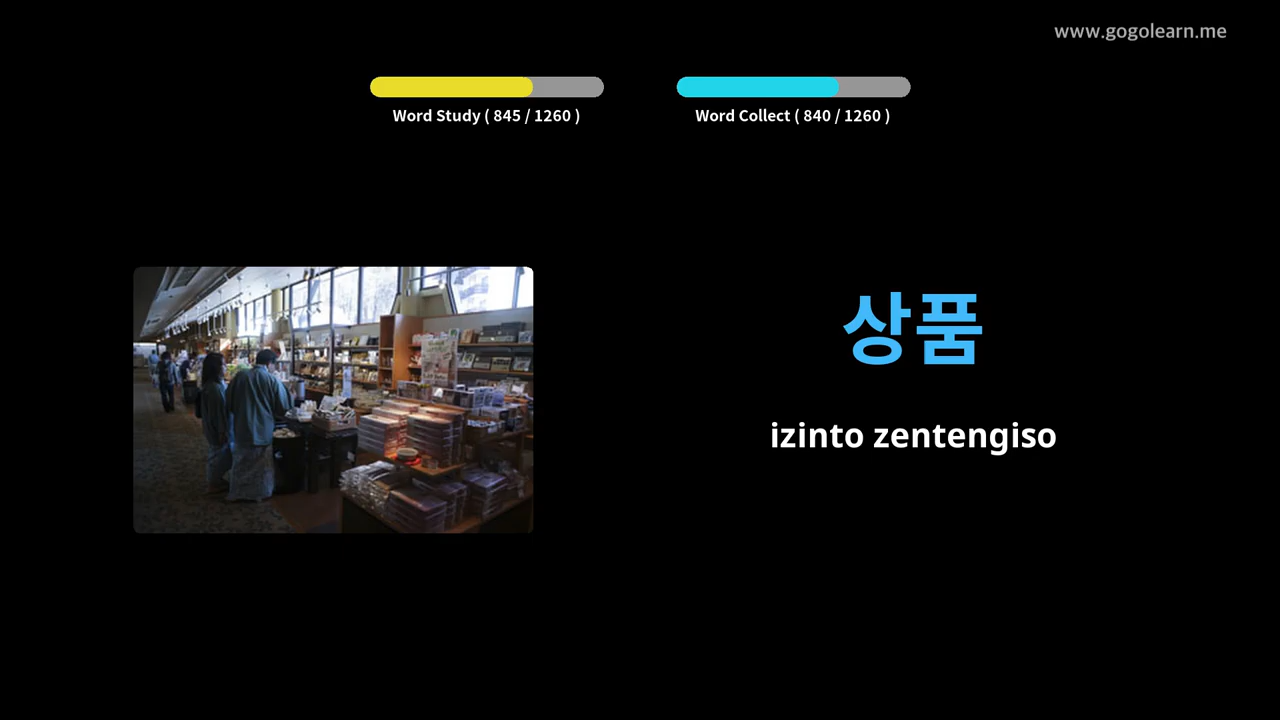 www.gogolearn.me
Word Study ( 845 / 1260 )
Word Collect ( 840 / 1260 )
상품
izinto zentengiso